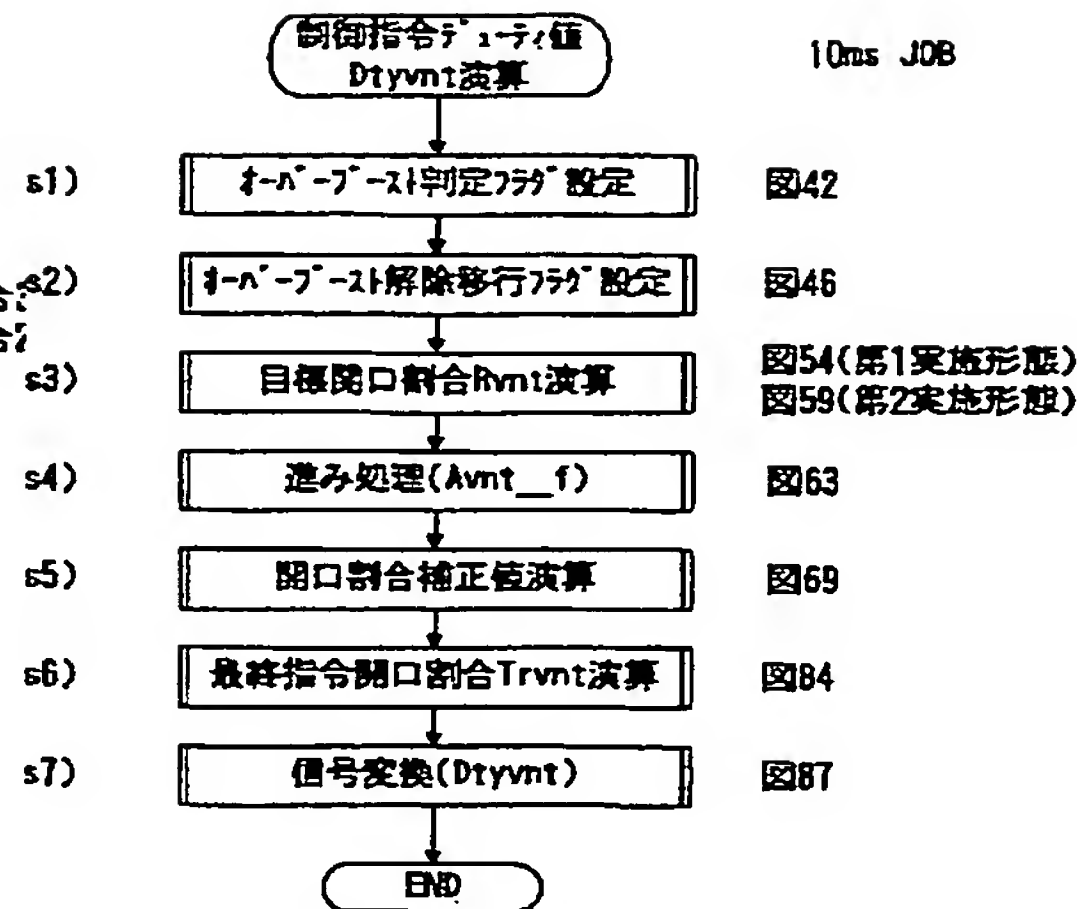 制御指令ﾃﾞｭｰﾃｨ値
Dtyvnt演算
10ms JOB
s1)
ｵｰﾊﾞｰﾌﾞｰｽﾄ判定ﾌﾗｸﾞ設定
図42
s2)
ｵｰﾊﾞｰﾌﾞｰｽﾄ解除移行ﾌﾗｸﾞ設定
図46
s3)
目標開口割合Rvnt演算
図54(第1実施形態)
図59(第2実施形態)
s4)
進み処理(Avnt__f)
図63
s5)
開口割合補正値演算
図69
s6)
最終指令開口割合Trvnt演算
図84
s7)
信号変換(Dtyvnt)
図87
END